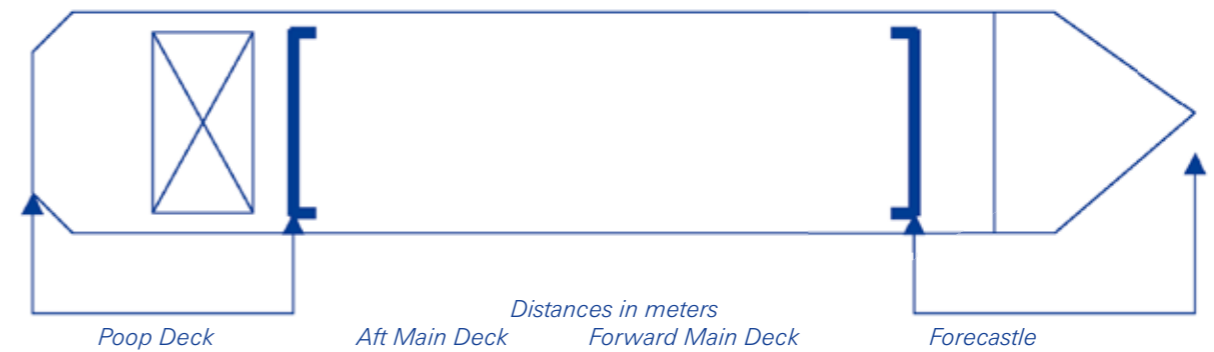 Distances in meters
Poop Deck Aft Main Deck Forward Main Deck Forecastle